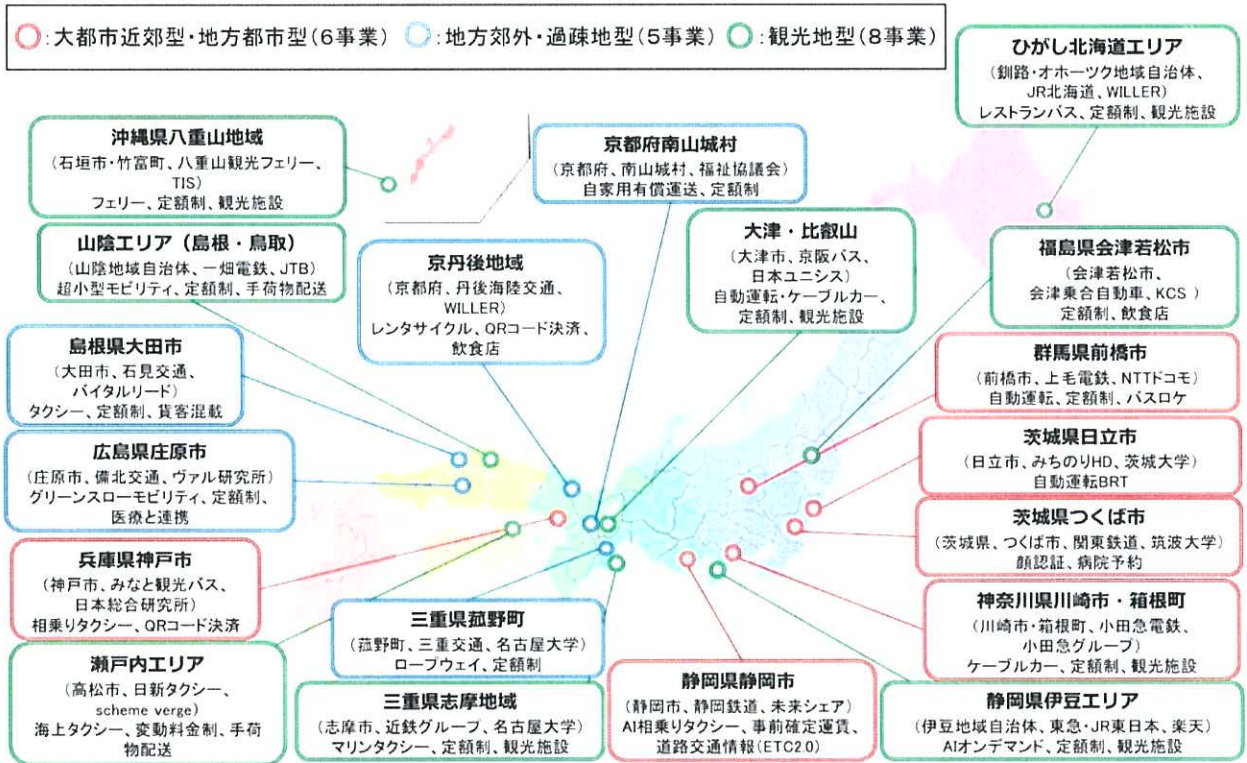 ○:大都市近郊型・地方都市型(6事業) ○:地方郊外・過疎地型(5事業) ○:観光地型(8事業)
ひがし北海道エリア
(釧路・オホーツク地域自治体、
JR北海道、WILLER)
レストランバス、定額制、観光施設
沖縄県八重山地域
(石垣市・竹富町、八重山観光フェリー、
TIS)
フェリー、定額制、観光施設
京都府南山城村
(京都府、南山城村、福祉協議会)
自家用有償運送、定額制
山陰エリア(島根・鳥取)
(山陰地域自治体、一畑電鉄、JTB)
超小型モビリティ、定額制、手荷物配送
京丹後地域
(京都府、丹後海陸交通、
WILLER)
レンタサイクル、QRコード決済、
飲食店
大津・比叡山
(大津市、京阪バス、
日本ユニシス)
自動運転・ケーブルカー、
定額制、観光施設
福島県会津若松市
(会津若松市、
会津乗合自動車、KCS )
定額制、飲食店
島根県大田市
(大田市、石見交通、
バイタルリード)
タクシー、定額制、貨客混載
群馬県前橋市
(前橋市、上毛電鉄、NTTドコモ)
自動運転、定額制、バスロケ
広島県庄原市
(庄原市、備北交通、ヴァル研究所)
グリーンスローモビリティ、定額制、
医療と連携
茨城県日立市
(日立市、みちのりHD、茨城大学)
自動運転BRT
茨城県つくば市
(茨城県、つくば市、関東鉄道、筑波大学)
顔認証、病院予約
兵庫県神戸市
(神戸市、みなと観光バス、
日本総合研究所)
相乗りタクシー、QRコード決済
神奈川県川崎市・箱根町
(川崎市・箱根町、小田急電鉄、
小田急グループ)
ケーブルカー、定額制、観光施設
三重県菰野町
(菰野町、三重交通、名古屋大学)
ロープウェイ、定額制
瀬戸内エリア
(高松市、日新タクシー、
scheme verge)
海上タクシー、変動料金制、手荷
物配送
三重県志摩地域
(志摩市、近鉄グループ、名古屋大学)
マリンタクシー、定額制、観光施設
静岡県静岡市
(静岡市、静岡鉄道、未来シェア)
AI相乗りタクシー、事前確定運賃、
道路交通情報(ETC2.0)
静岡県伊豆エリア
(伊豆地域自治体、東急・JR東日本、楽天)
AIオンデマンド、定額制、観光施設